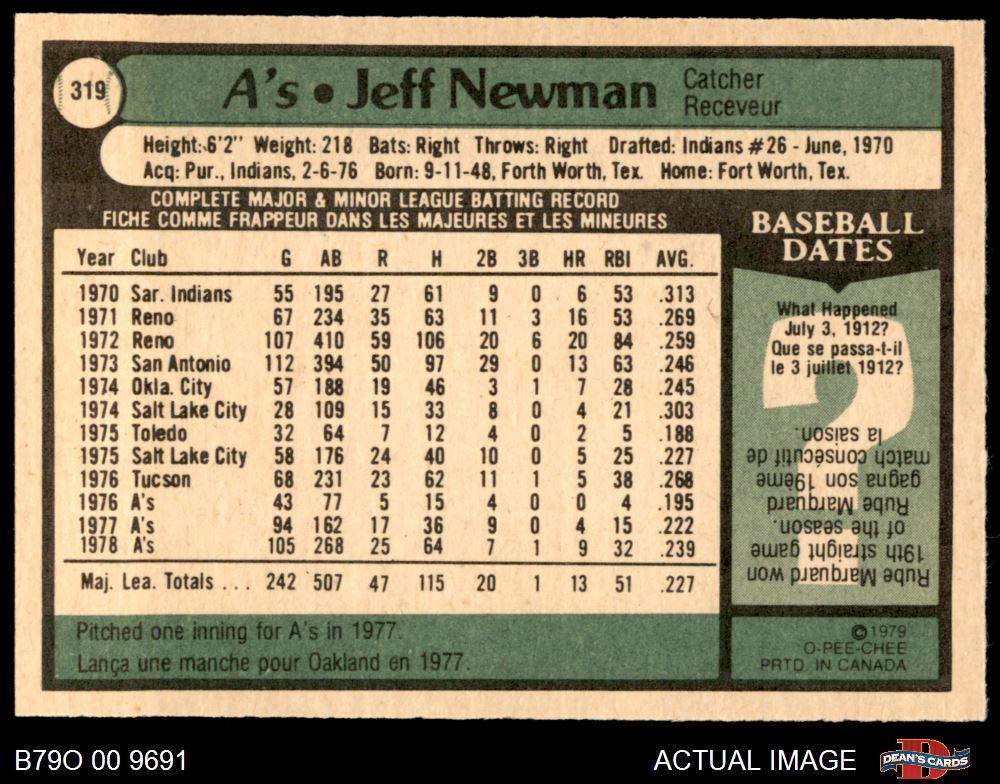 319
A's • Jeff Newman
Catcher
Receveur
Height: 6'2" Weight: 218 Bats: Right Throws: Right Drafted: Indians #26 - June, 1970
Acq: Pur., Indians, 2-6-76 Born: 9-11-48, Forth Worth, Tex. Home: Fort Worth, Tex.
COMPLETE MAJOR & MINOR LEAGUE BATTING RECORD
FICHE COMME FRAPPEUR DANS LES MAJEURES ET LES MINEURES
Year Club G AB R H 2B 3B HR RBI AVG.
1970 Sar. Indians 55 195 27 61 9 0 6 53 .313
1971 Reno 67 234 35 63 11 3 16 53 .269
1972 Reno 107 410 59 106 20 6 20 84 .259
1973 San Antonio 112 394 50 97 29 0 13 63 .246
1974 Okla. City 57 188 19 46 3 1 7 28 .245
1974 Salt Lake City 28 109 15 33 8 0 4 21 .303
1975 Toledo 32 64 7 12 4 0 2 5 .188
1975 Salt Lake City 58 176 24 40 10 0 5 25 .227
1976 Tucson 68 231 23 62 11 1 5 38 .268
1976 A's 43 77 5 15 4 0 0 4 .195
1977 A's 94 162 17 36 9 0 4 15 .222
1978 A's 105 268 25 64 7 1 9 32 .239
Maj. Lea. Totals . . . 242 507 47 115 20 1 13 51 .227
Pitched one inning for A's in 1977.
Lança une manche pour Oakland en 1977.
BASEBALL
DATES
What Happened
July 3, 1912?
Que se passa-t-il
le 3 juillet 1912?
Rube Marquard won
19th straight game
of the season.
Rube Marquard
gagna son 19ème
match consécutif de
la saison.
©1979
O-PEE-CHEE
PRTD. IN CANADA
B79O 00 9691
ACTUAL IMAGE
DEAN'S CARDS